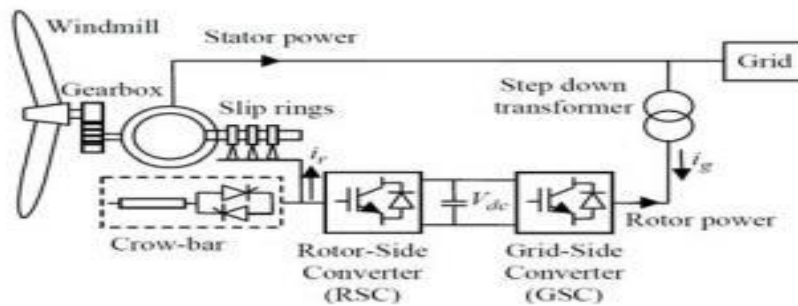 Windmill
Stator power
Grid
Gearbox
Slip rings
Step down
transformer
i_r
i_g
V_dc
Rotor power
Crow-bar
Rotor-Side
Converter
(RSC)
Grid-Side
Converter
(GSC)